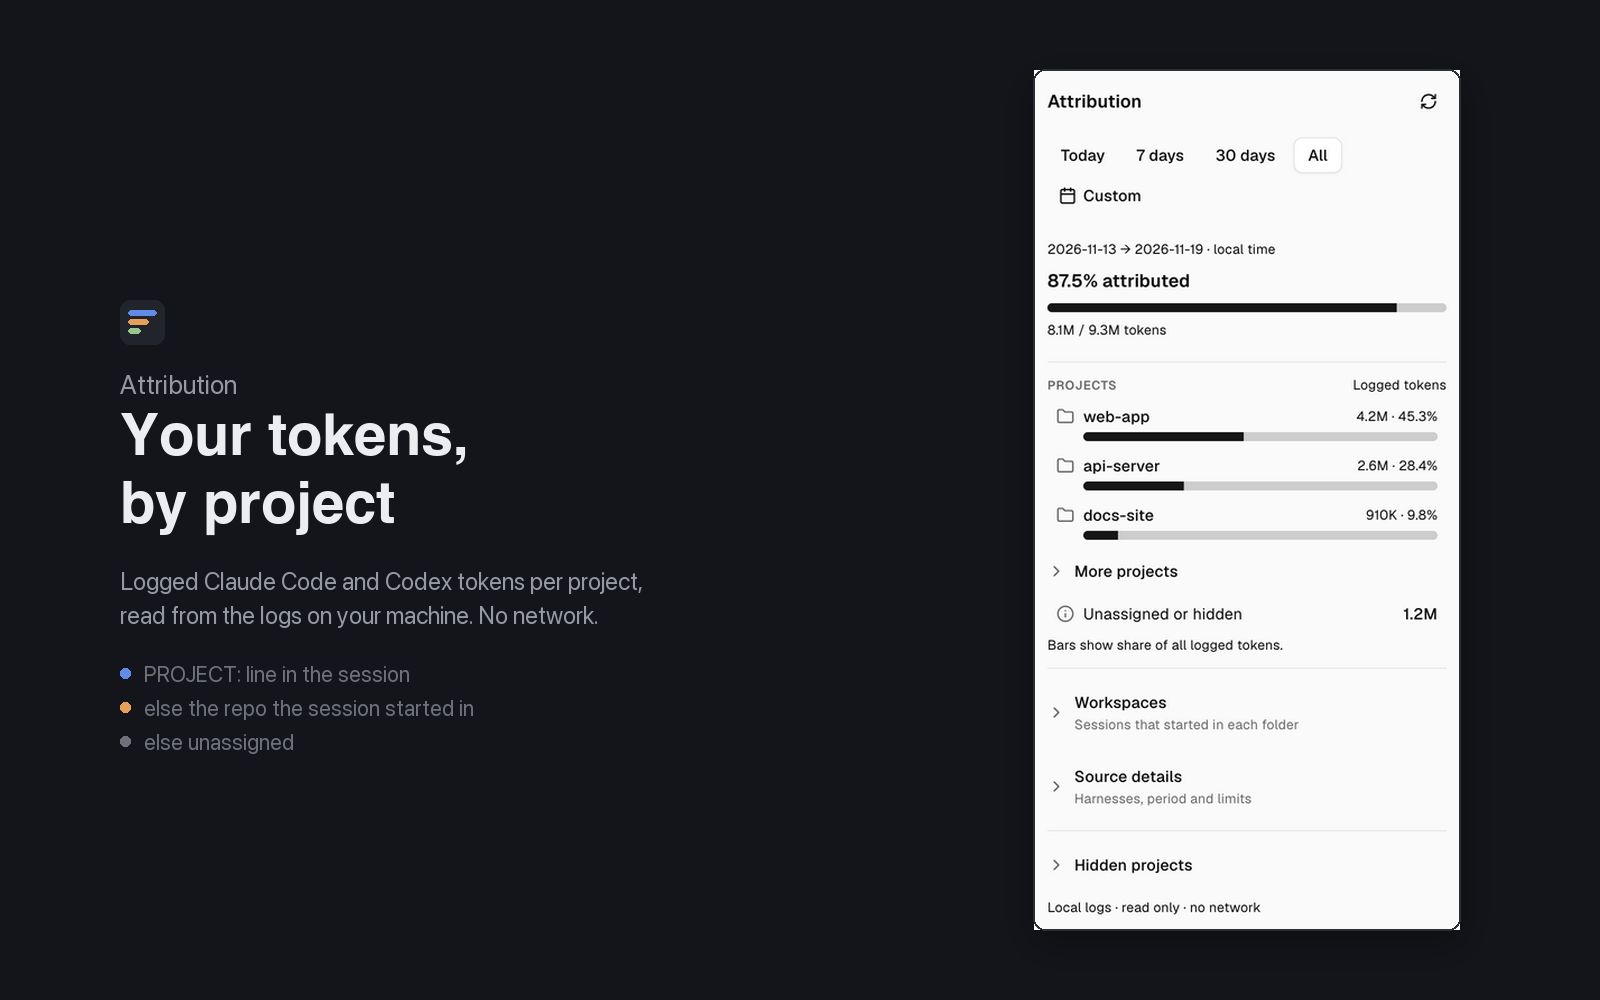 Attribution
Your tokens,
by project
Logged Claude Code and Codex tokens per project,
read from the logs on your machine. No network.
PROJECT: line in the session
else the repo the session started in
else unassigned
Attribution
Today 7 days 30 days All
Custom
2026-11-13 → 2026-11-19 · local time
87.5% attributed
8.1M / 9.3M tokens
PROJECTS Logged tokens
web-app 4.2M · 45.3%
api-server 2.6M · 28.4%
docs-site 910K · 9.8%
More projects
Unassigned or hidden 1.2M
Bars show share of all logged tokens.
Workspaces
Sessions that started in each folder
Source details
Harnesses, period and limits
Hidden projects
Local logs · read only · no network